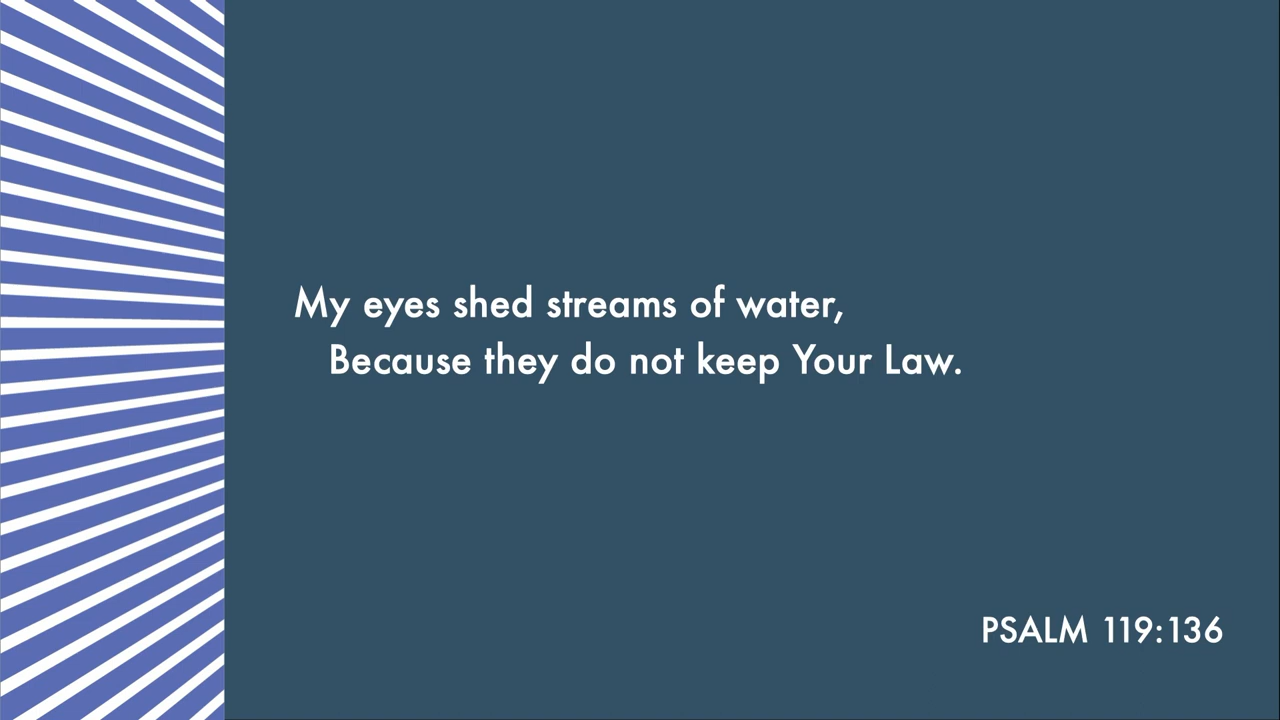 My eyes shed streams of water,
Because they do not keep Your Law.
PSALM 119:136